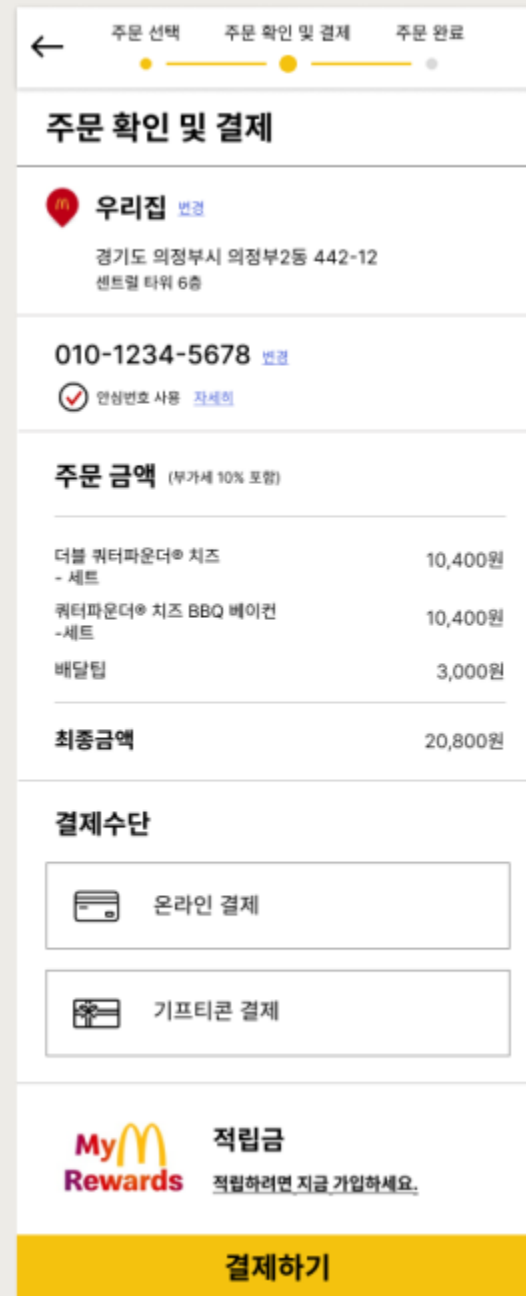 주문 선택 주문 확인 및 결제 주문 완료
주문 확인 및 결제
우리집 변경
경기도 의정부시 의정부2동 442-12
센트럴 타워 6층
010-1234-5678 변경
안심번호 사용 자세히
주문 금액 (부가세 10% 포함)
더블 쿼터파운더® 치즈
- 세트
10,400원
쿼터파운더® 치즈 BBQ 베이컨
-세트
10,400원
배달팁 3,000원
최종금액 20,800원
결제수단
온라인 결제
기프티콘 결제
My
Rewards
적립금
적립하려면 지금 가입하세요.
결제하기